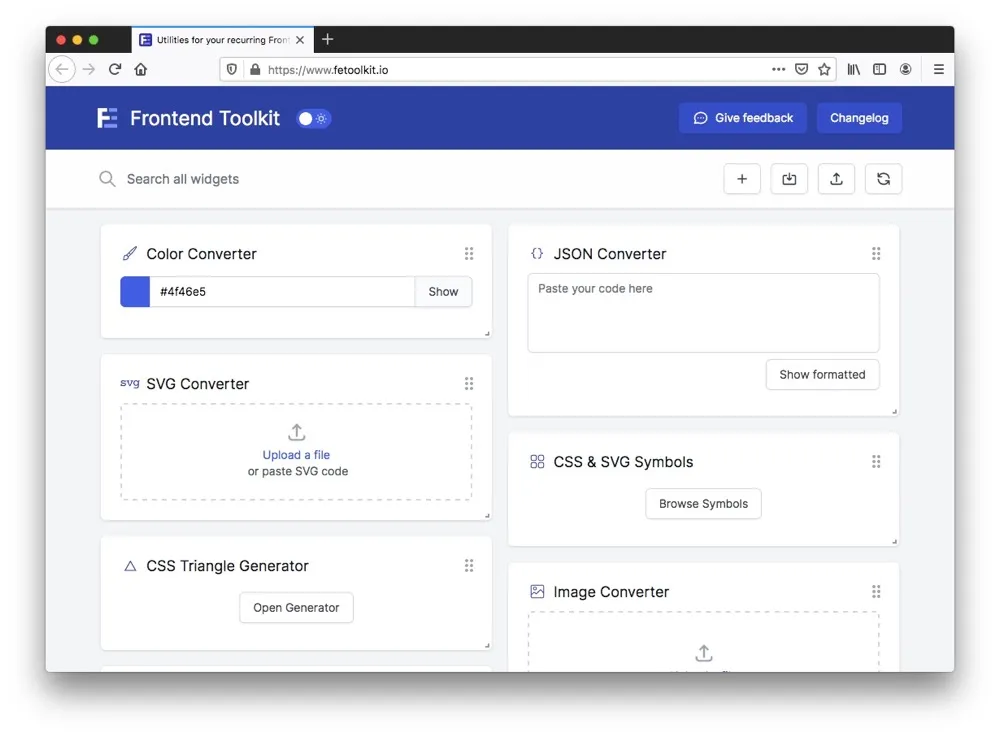 Utilities for your recurring Fron
https://www.fetoolkit.io
Frontend Toolkit
Give feedback
Changelog
Search all widgets
Color Converter
#4f46e5
Show
JSON Converter
Paste your code here
Show formatted
svg SVG Converter
Upload a file
or paste SVG code
CSS & SVG Symbols
Browse Symbols
CSS Triangle Generator
Open Generator
Image Converter